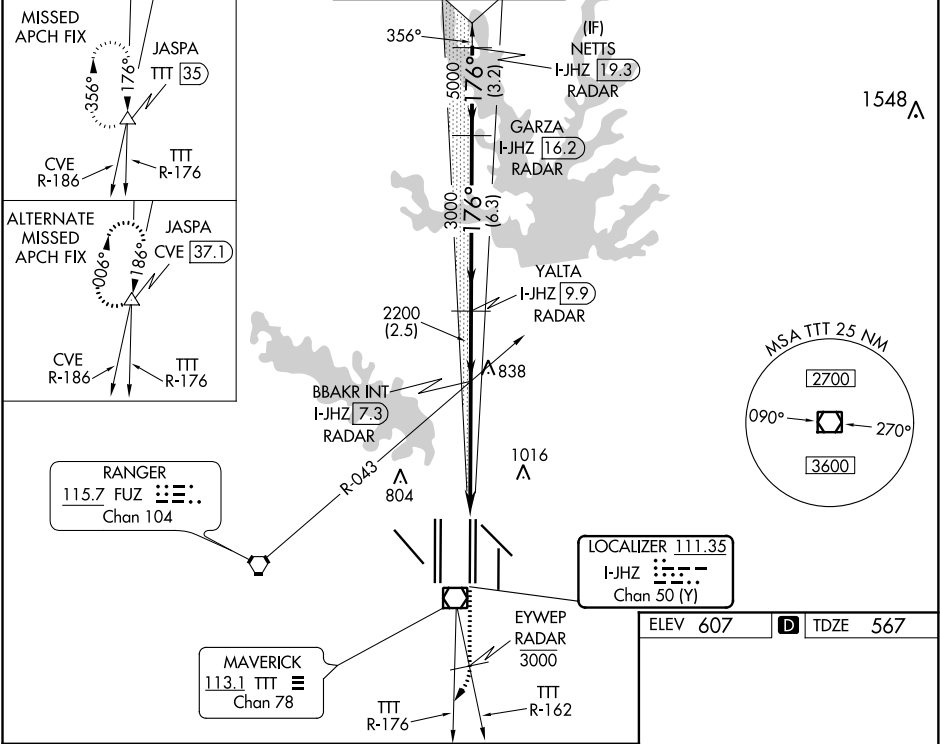 MISSED
APCH FIX
JASPA
TTT 35
356°
176°
CVE
R-186
TTT
R-176
ALTERNATE
MISSED
APCH FIX
JASPA
CVE 37.1
006°
186°
CVE
R-186
TTT
R-176
356°
(IF)
NETTS
I-JHZ 19.3
RADAR
5000
176°
(3.2)
1548
GARZA
I-JHZ 16.2
RADAR
3000
176°
(6.3)
YALTA
I-JHZ 9.9
RADAR
2200
(2.5)
838
BBAKR INT
I-JHZ 7.3
RADAR
R-043
804
1016
MSA TTT 25 NM
2700
090°
270°
3600
RANGER
115.7 FUZ
Chan 104
LOCALIZER 111.35
I-JHZ
Chan 50 (Y)
EYWEP
RADAR
3000
MAVERICK
113.1 TTT
Chan 78
TTT
R-176
TTT
R-162
ELEV 607 D TDZE 567